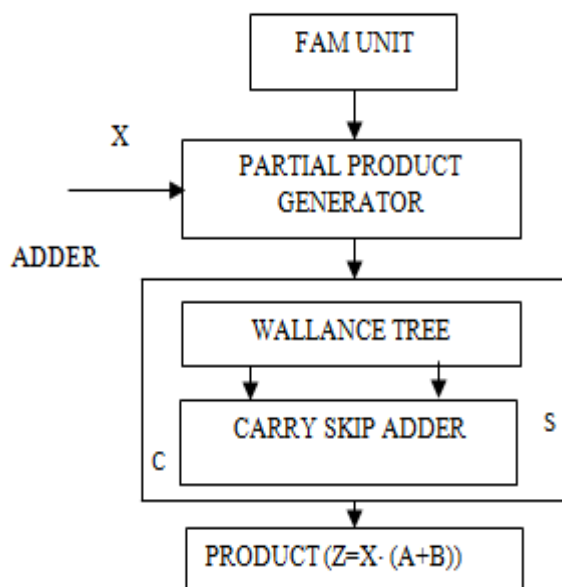 FAM UNIT
X
PARTIAL PRODUCT
GENERATOR
ADDER
WALLANCE TREE
CARRY SKIP ADDER
S
C
PRODUCT (Z=X· (A+B))